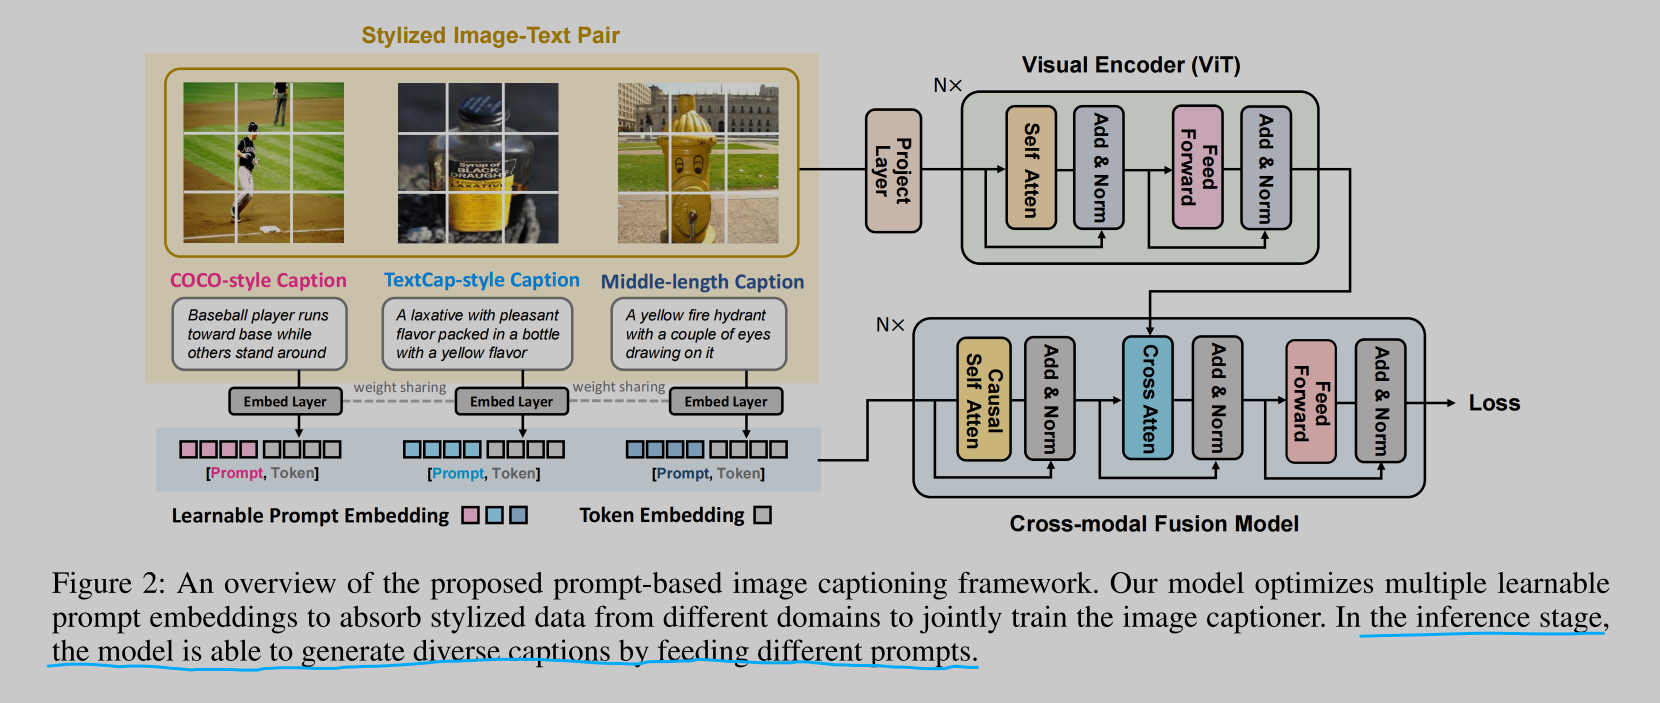 Stylized Image-Text Pair
Syrup of
BLACK-
DRAUGHT
LAXATIVE
COCO-style Caption
TextCap-style Caption
Middle-length Caption
Baseball player runs
toward base while
others stand around
A laxative with pleasant
flavor packed in a bottle
with a yellow flavor
A yellow fire hydrant
with a couple of eyes
drawing on it
weight sharing
weight sharing
Embed Layer
Embed Layer
Embed Layer
[Prompt, Token]
[Prompt, Token]
[Prompt, Token]
Learnable Prompt Embedding
Token Embedding
Project
Layer
Visual Encoder (ViT)
N×
Self Atten
Add & Norm
Feed
Forward
Add & Norm
N×
Causal
Self Atten
Add & Norm
Cross Atten
Add & Norm
Feed
Forward
Add & Norm
Loss
Cross-modal Fusion Model
Figure 2: An overview of the proposed prompt-based image captioning framework. Our model optimizes multiple learnable
prompt embeddings to absorb stylized data from different domains to jointly train the image captioner. In the inference stage,
the model is able to generate diverse captions by feeding different prompts.